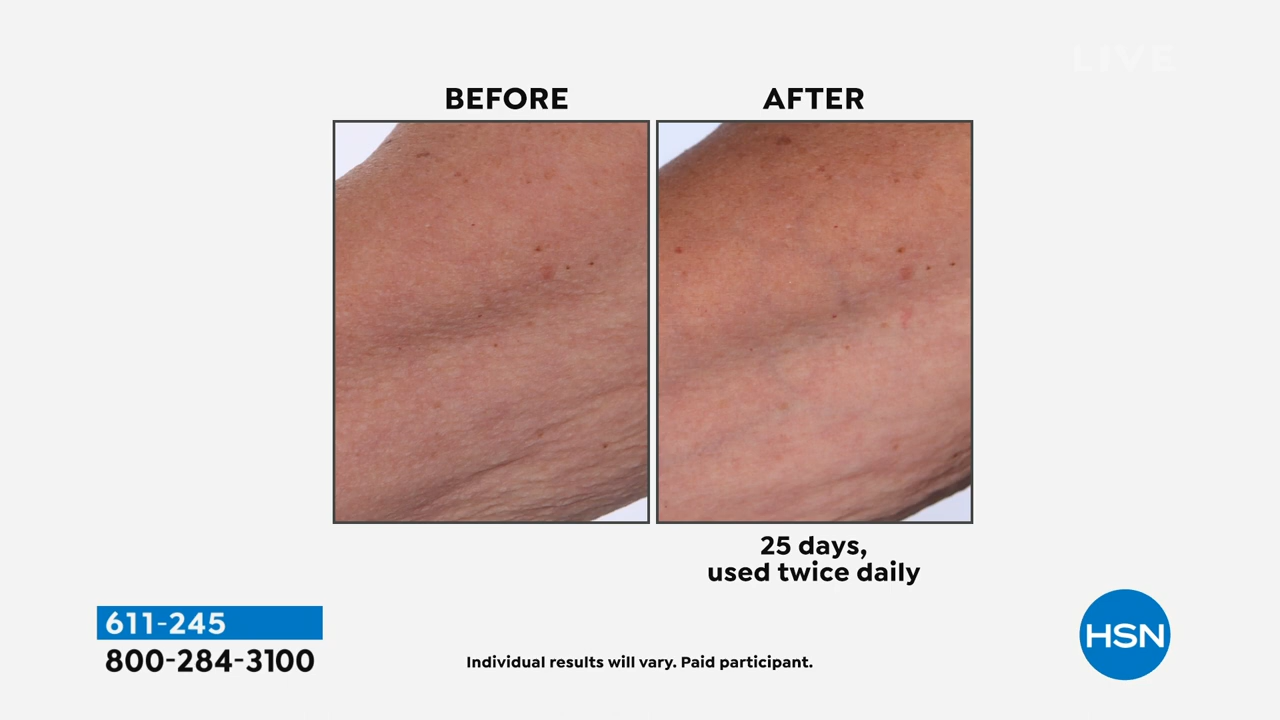 LIVE
BEFORE
AFTER
25 days,
used twice daily
611-245
800-284-3100
Individual results will vary. Paid participant.
HSN